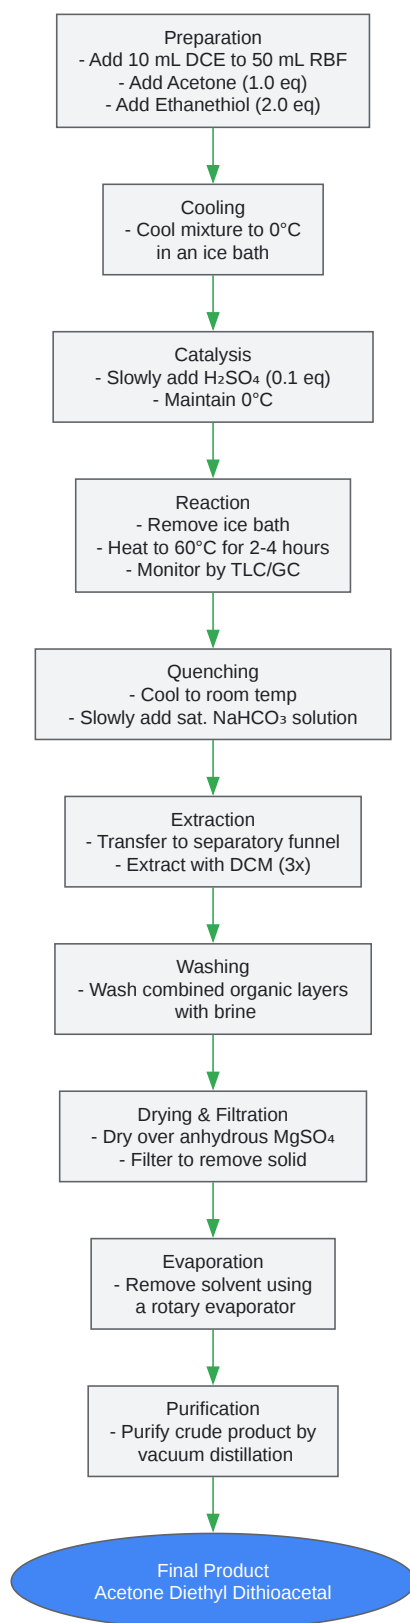 Preparation
- Add 10 mL DCE to 50 mL RBF
- Add Acetone (1.0 eq)
- Add Ethanethiol (2.0 eq)
Cooling
- Cool mixture to 0°C
in an ice bath
Catalysis
- Slowly add H₂SO₄ (0.1 eq)
- Maintain 0°C
Reaction
- Remove ice bath
- Heat to 60°C for 2-4 hours
- Monitor by TLC/GC
Quenching
- Cool to room temp
- Slowly add sat. NaHCO₃ solution
Extraction
- Transfer to separatory funnel
- Extract with DCM (3x)
Washing
- Wash combined organic layers
with brine
Drying & Filtration
- Dry over anhydrous MgSO₄
- Filter to remove solid
Evaporation
- Remove solvent using
a rotary evaporator
Purification
- Purify crude product by
vacuum distillation
Final Product
Acetone Diethyl Dithioacetal